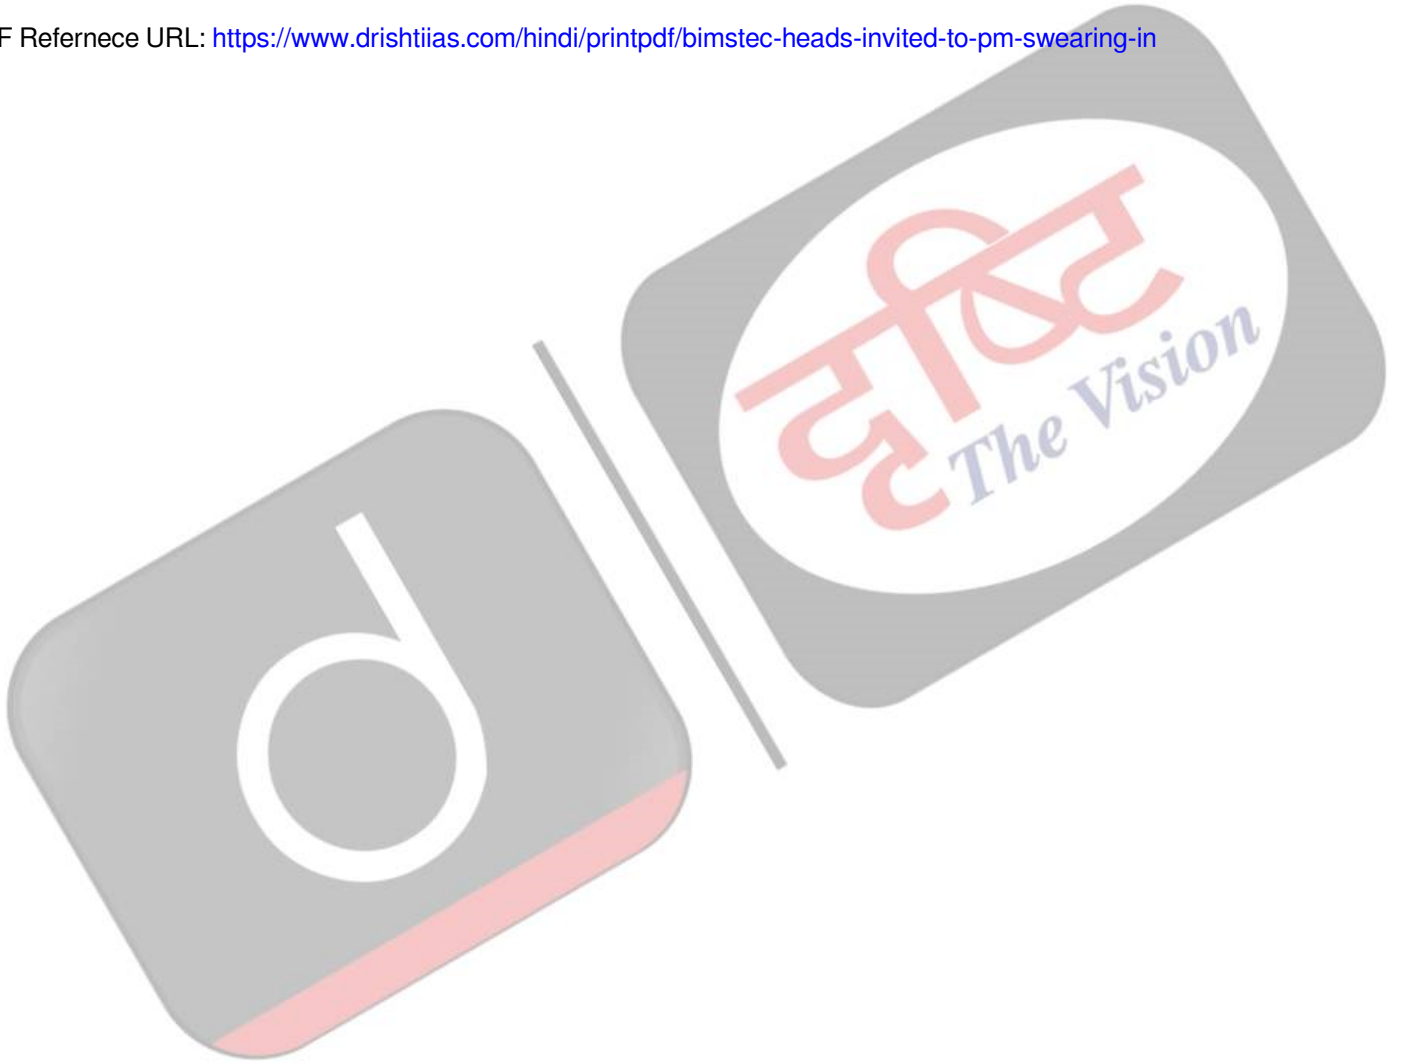 F Refernece URL: https://www.drishtiias.com/hindi/printpdf/bimstec-heads-invited-to-pm-swearing-in
दृष्टि
The Vision
d